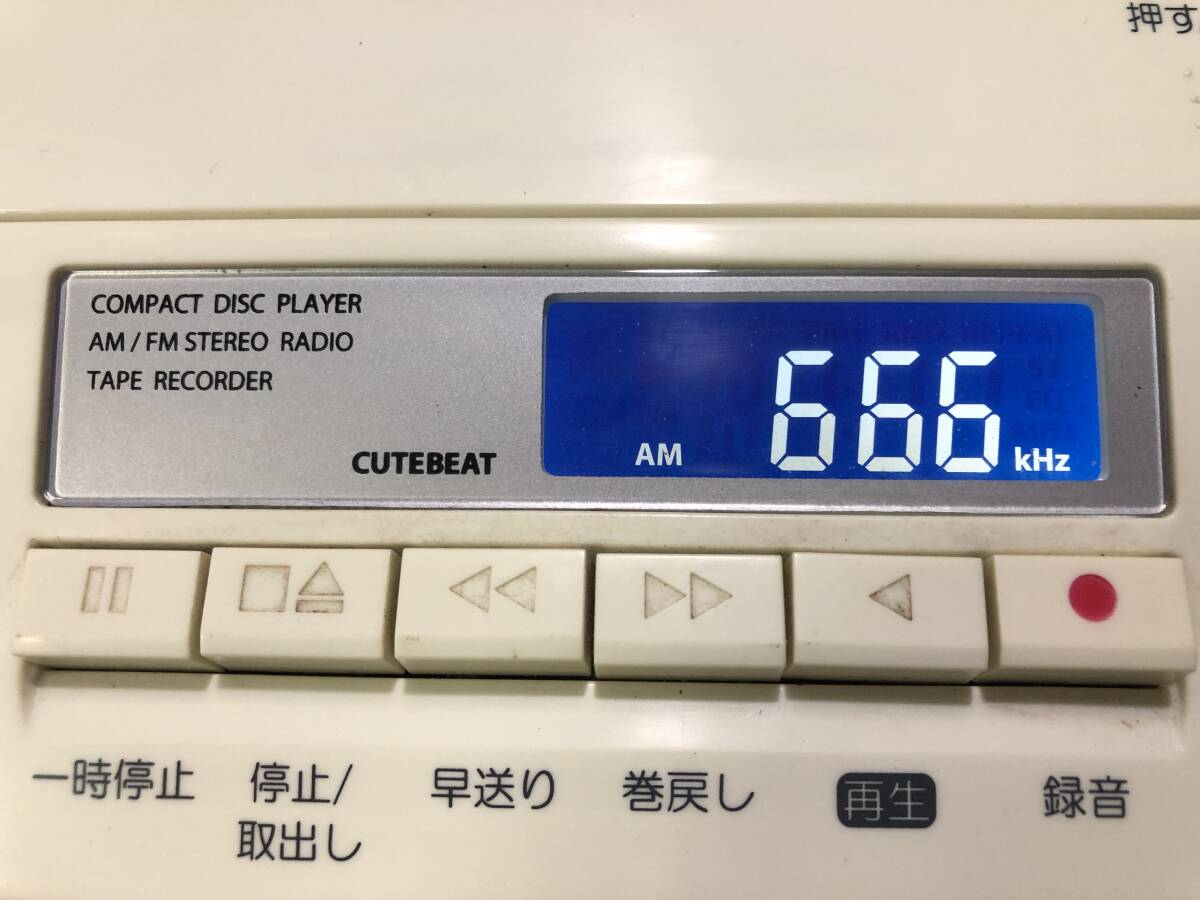 押す
COMPACT DISC PLAYER
AM / FM STEREO RADIO
TAPE RECORDER
CUTEBEAT
AM 666 kHz
一時停止
停止/
取出し
早送り
巻戻し
再生
録音